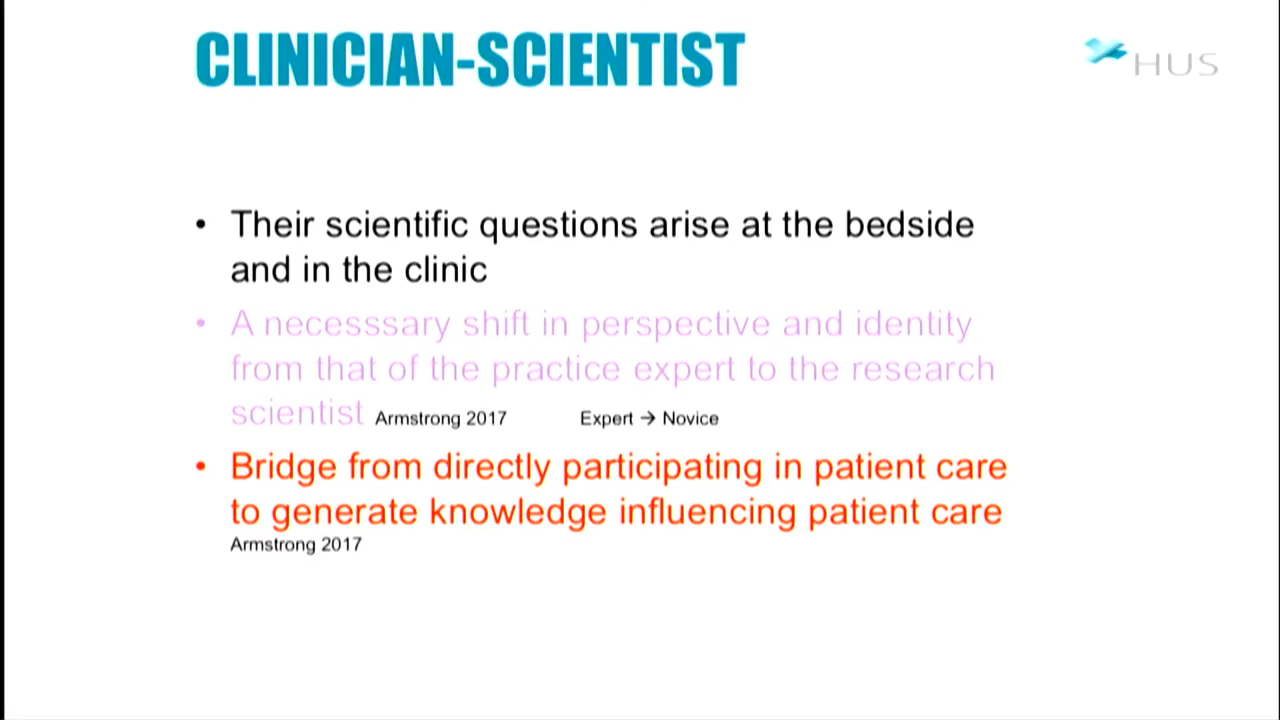 CLINICIAN-SCIENTIST
HUS
• Their scientific questions arise at the bedside
and in the clinic
• A necesssary shift in perspective and identity
from that of the practice expert to the research
scientist Armstrong 2017 Expert → Novice
• Bridge from directly participating in patient care
to generate knowledge influencing patient care
Armstrong 2017